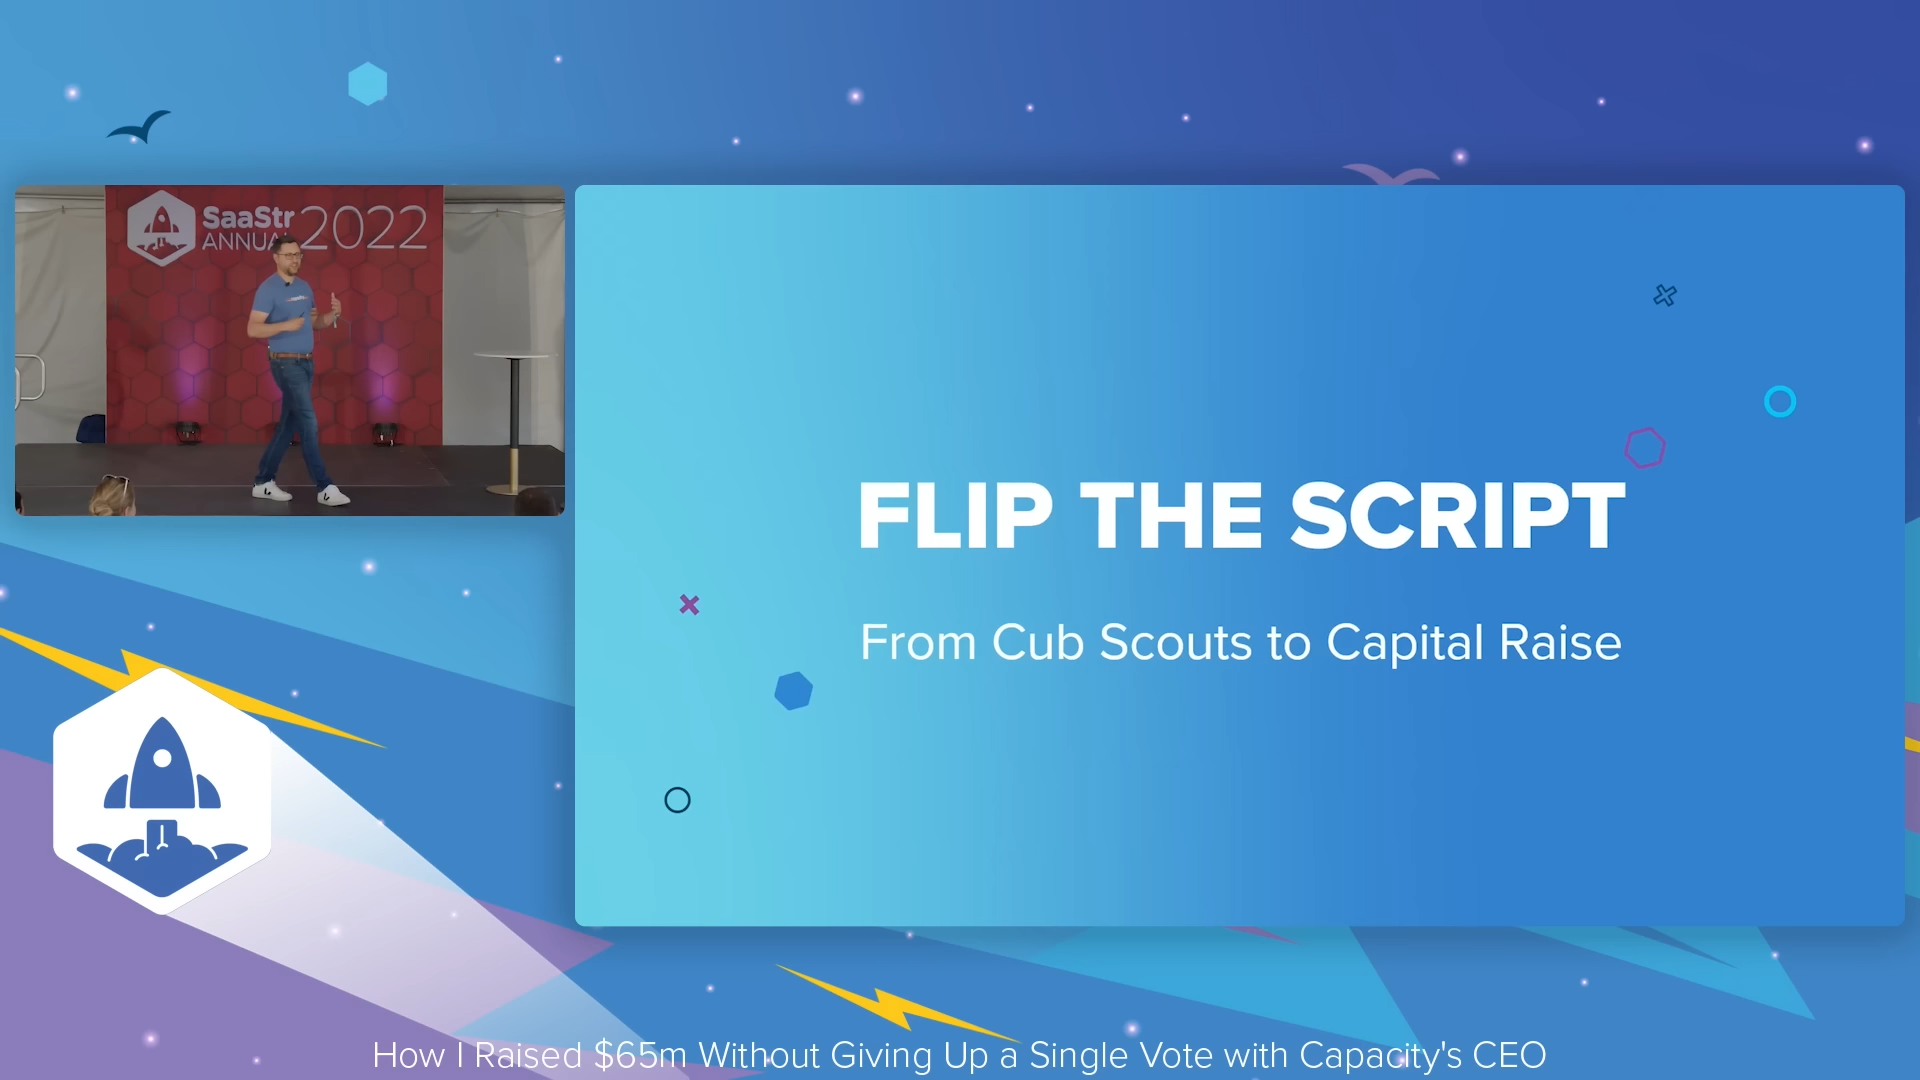 SaaStr
ANNUAL 2022
FLIP THE SCRIPT
From Cub Scouts to Capital Raise
How I Raised $65m Without Giving Up a Single Vote with Capacity's CEO